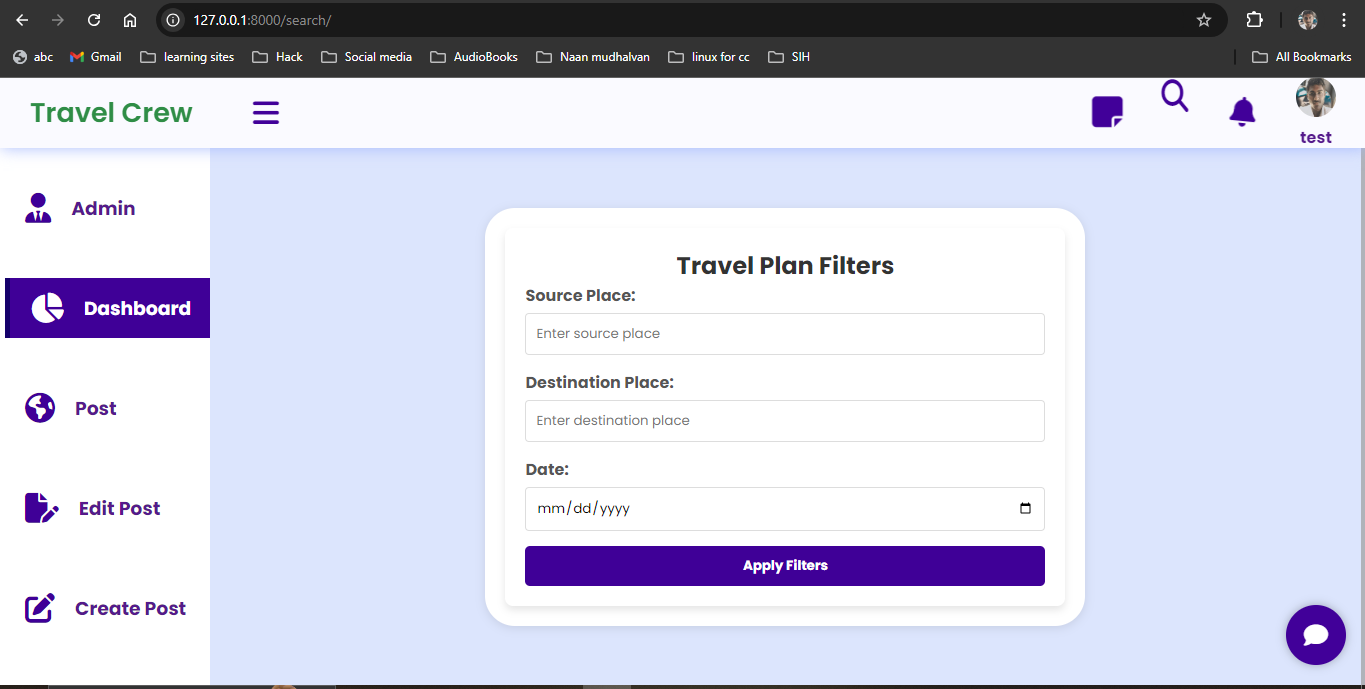 127.0.0.1:8000/search/
abc Gmail learning sites Hack Social media AudioBooks Naan mudhalvan linux for cc SIH All Bookmarks
Travel Crew
test
Admin
Dashboard
Post
Edit Post
Create Post
Travel Plan Filters
Source Place:
Enter source place
Destination Place:
Enter destination place
Date:
mm/dd/yyyy
Apply Filters